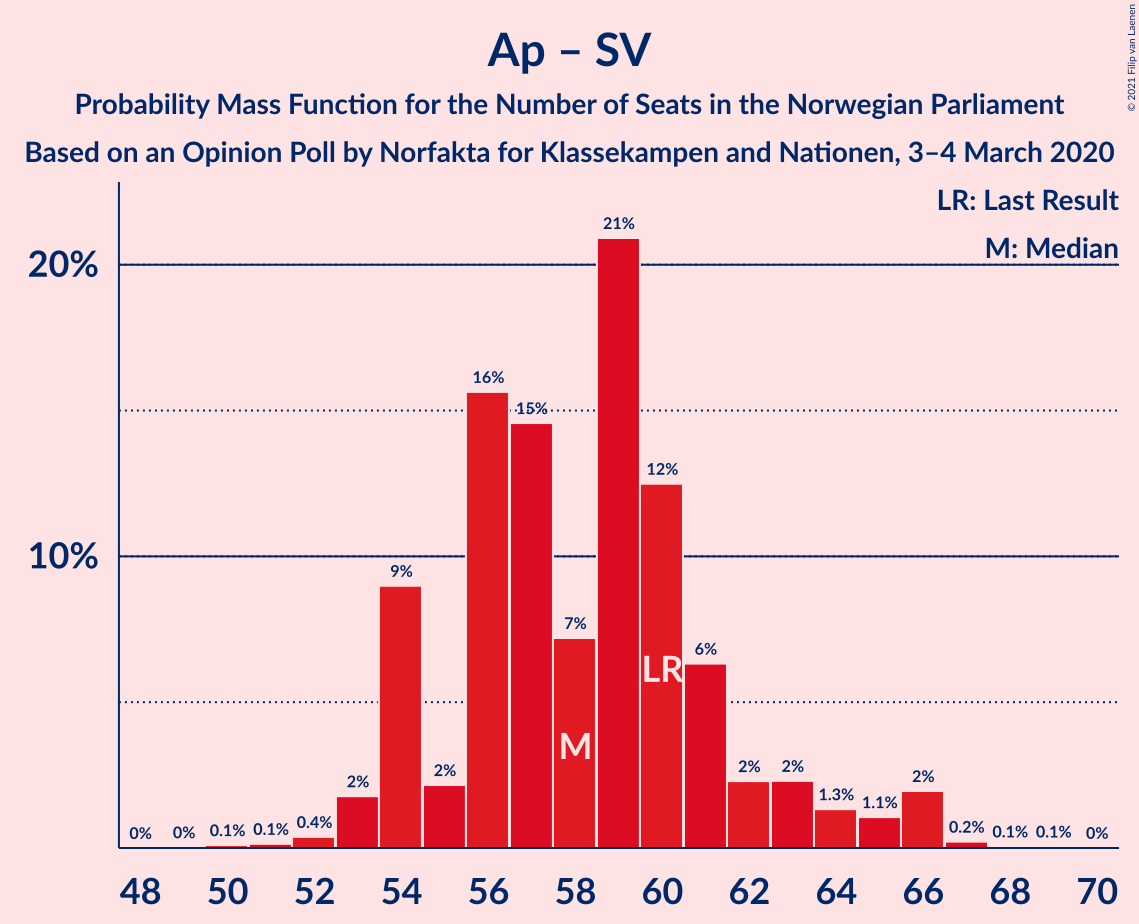 Ap – SV
Probability Mass Function for the Number of Seats in the Norwegian Parliament
Based on an Opinion Poll by Norfakta for Klassekampen and Nationen, 3–4 March 2020
© 2021 Filip van Laenen
LR: Last Result
M: Median
20%
10%
0%
0%
0.1%
0.1%
0.4%
2%
9%
2%
16%
15%
7%
21%
12%
6%
2%
2%
1.3%
1.1%
2%
0.2%
0.1%
0.1%
0%
M
LR
48 50 52 54 56 58 60 62 64 66 68 70